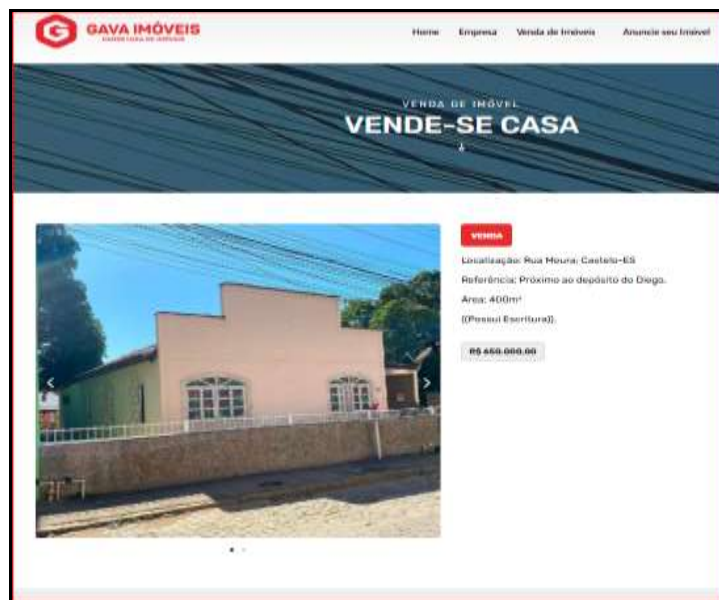 GAVA IMÓVEIS
Home Empresa Venda de Imóveis Anuncie seu Imóvel
VENDA DE IMÓVEL
VENDE-SE CASA
VENDA
Localização: Rua Moura, Castelo-ES
Referência: Próximo ao depósito do Diego.
Área: 400m²
((Possui Escritura)).
R$ 650.000,00